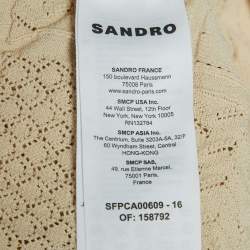 SANDRO
SANDRO FRANCE
150 boulevard Haussmann
75008 Paris
www.sandro-paris.com
SMCP USA Inc.
44 Wall Street, 12th Floor
New York, New York, 10005
RN132784
SMCP ASIA Inc.
The Centrium, Suite 3203A-5A, 32/F
60 Wyndham Street, Central
HONG-KONG
SMCP SAS,
49, rue Etienne Marcel,
75001 Paris,
France
SFPCA00609 - 16
OF: 158792